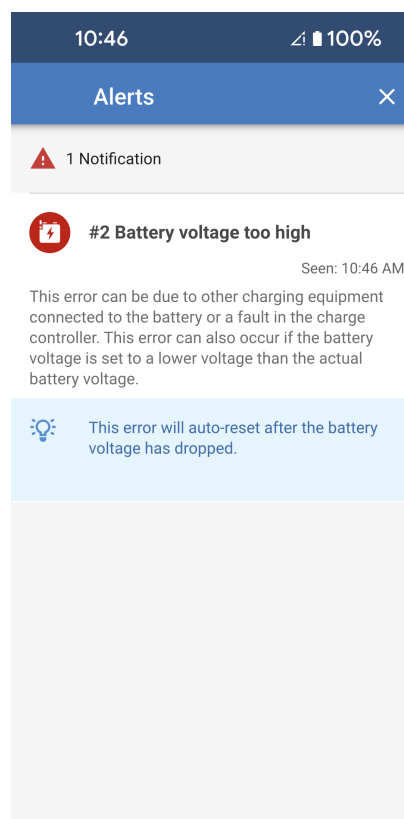 10:46
100%
Alerts
1 Notification
#2 Battery voltage too high
Seen: 10:46 AM
This error can be due to other charging equipment
connected to the battery or a fault in the charge
controller. This error can also occur if the battery
voltage is set to a lower voltage than the actual
battery voltage.
This error will auto-reset after the battery
voltage has dropped.